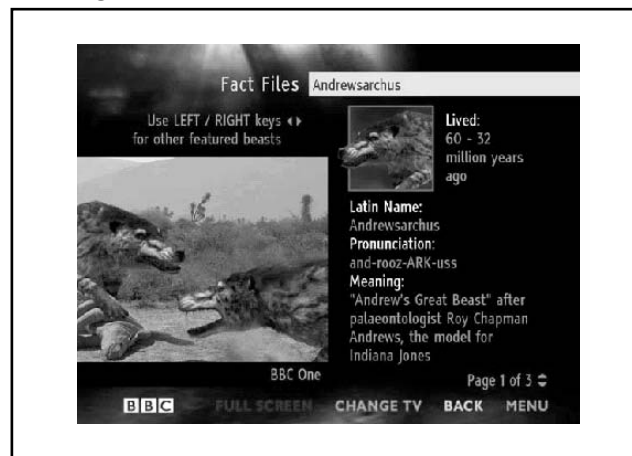 Fact Files Andrewsarchus
Use LEFT / RIGHT keys
for other featured beasts
Lived:
60 - 32
million years
ago
Latin Name:
Andrewsarchus
Pronunciation:
and-rooz-ARK-uss
Meaning:
"Andrew's Great Beast" after
palaeontologist Roy Chapman
Andrews, the model for
Indiana Jones
BBC One
Page 1 of 3
BBC FULL SCREEN CHANGE TV BACK MENU